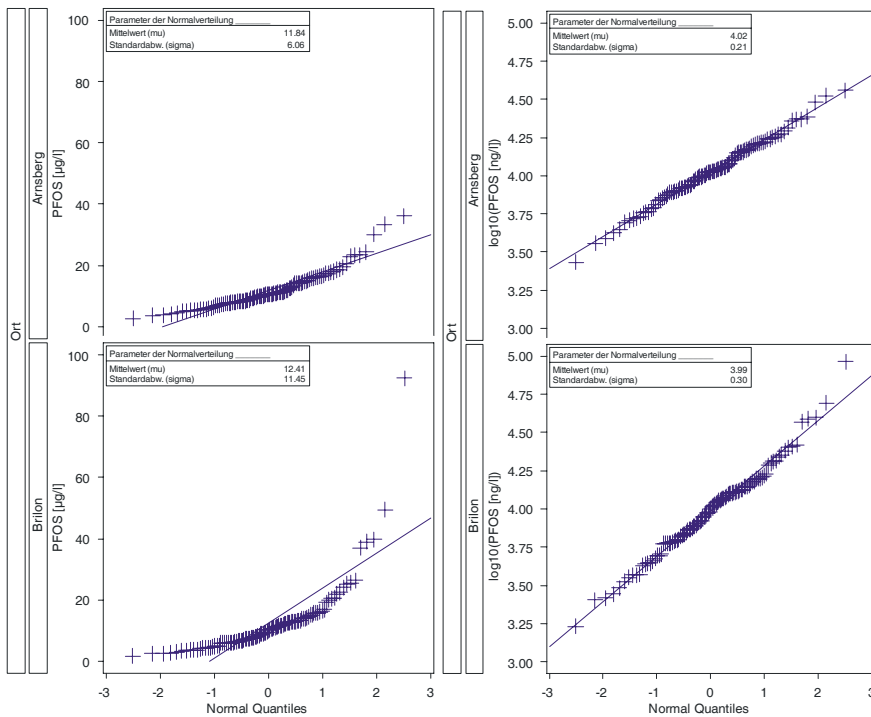 Ort
Arnsberg
PFOS [µg/l]
100
80
60
40
20
0
Parameter der Normalverteilung ______
Mittelwert (mu) 11.84
Standardabw. (sigma) 6.06
Brilon
PFOS [µg/l]
100
80
60
40
20
0
Parameter der Normalverteilung ______
Mittelwert (mu) 12.41
Standardabw. (sigma) 11.45
-3 -2 -1 0 1 2 3
Normal Quantiles
Ort
Arnsberg
log10(PFOS [ng/l])
5.00
4.75
4.50
4.25
4.00
3.75
3.50
3.25
3.00
Parameter der Normalverteilung ______
Mittelwert (mu) 4.02
Standardabw. (sigma) 0.21
Brilon
log10(PFOS [ng/l])
5.00
4.75
4.50
4.25
4.00
3.75
3.50
3.25
3.00
Parameter der Normalverteilung ______
Mittelwert (mu) 3.99
Standardabw. (sigma) 0.30
-3 -2 -1 0 1 2 3
Normal Quantiles